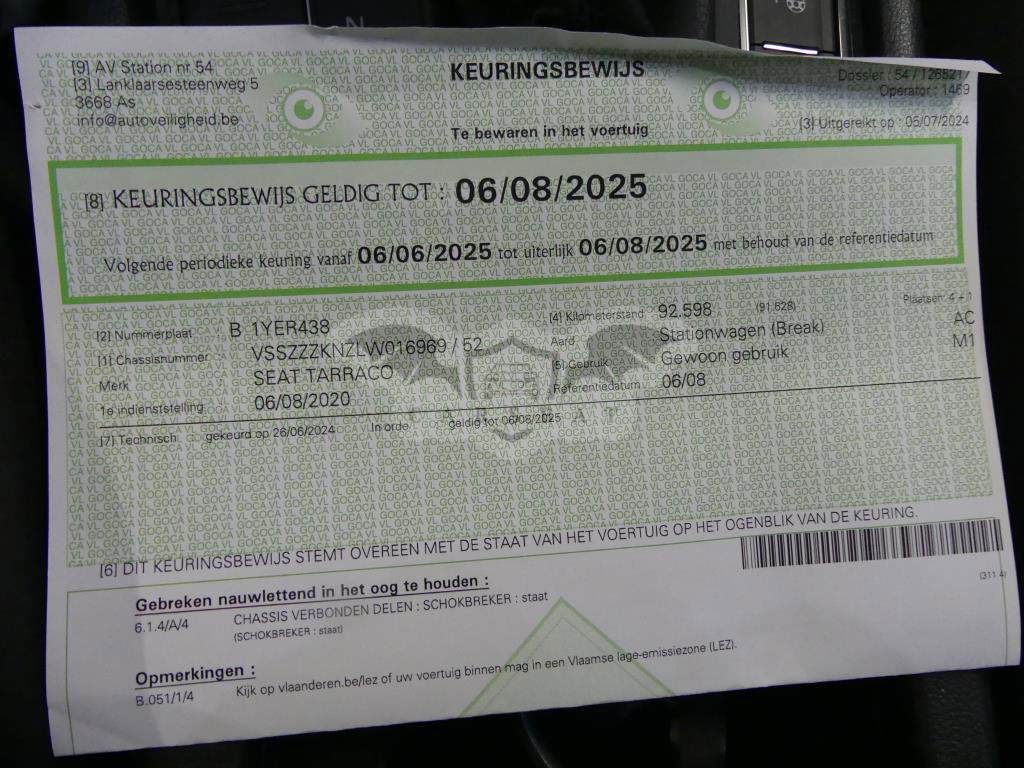 [9] AV Station nr 54
[3] Lanklaarsesteenweg 5
3668 As
info@autoveiligheid.be
KEURINGSBEWIJS
Te bewaren in het voertuig
Dossier : 54 / 1265217
Operator : 1469
[3] Uitgereikt op : 05/07/2024
[8] KEURINGSBEWIJS GELDIG TOT : 06/08/2025
Volgende periodieke keuring vanaf 06/06/2025 tot uiterlijk 06/08/2025 met behoud van de referentiedatum
[2] Nummerplaat : B 1YER438
[1] Chassisnummer VSSZZZKNZLW016969 / 52
Merk SEAT TARRACO
1e indienststelling 06/08/2020
[4] Kilometerstand 92.598 (91.628)
Aard Stationwagen (Break)
[5] Gebruik Gewoon gebruik
Referentiedatum 06/08
Plaatsen: 4 + 1
AC
M1
[7] Technisch : gekeurd op 26/06/2024 In orde geldig tot 06/08/2025
[6] DIT KEURINGSBEWIJS STEMT OVEREEN MET DE STAAT VAN HET VOERTUIG OP HET OGENBLIK VAN DE KEURING.
(311.4)
Gebreken nauwlettend in het oog te houden :
6.1.4/A/4 CHASSIS VERBONDEN DELEN : SCHOKBREKER : staat
(SCHOKBREKER : staat)
Opmerkingen :
B.051/1/4 Kijk op vlaanderen.be/lez of uw voertuig binnen mag in een Vlaamse lage-emissiezone (LEZ).